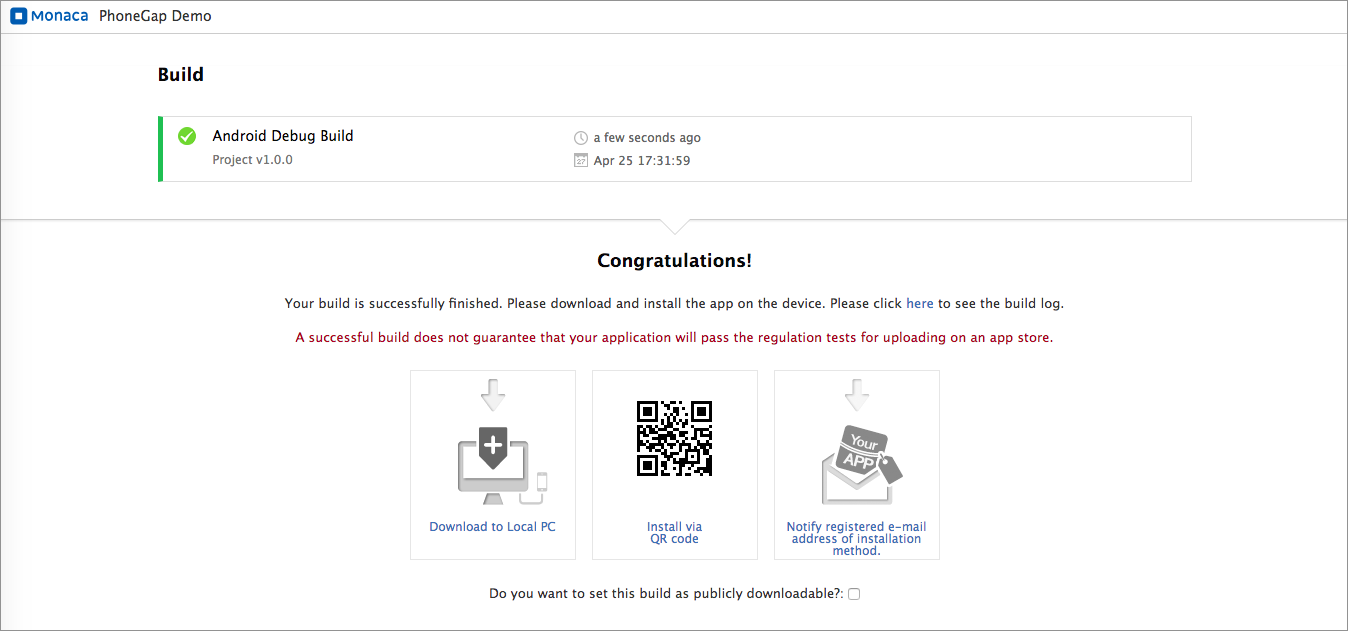 Monaca PhoneGap Demo
Build
Android Debug Build
a few seconds ago
Project v1.0.0
27
Apr 25 17:31:59
Congratulations!
Your build is successfully finished. Please download and install the app on the device. Please click here to see the build log.
A successful build does not guarantee that your application will pass the regulation tests for uploading on an app store.
Download to Local PC
Install via
QR code
Your
APP
Notify registered e-mail
address of installation
method.
Do you want to set this build as publicly downloadable?: